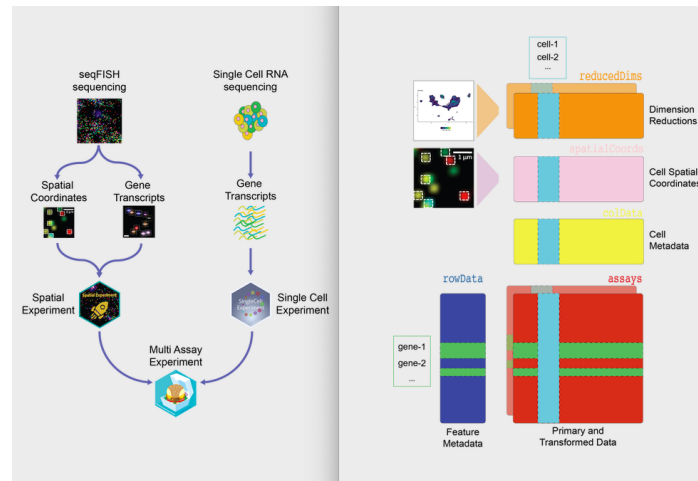 seqFISH
sequencing
Single Cell RNA
sequencing
Spatial
Coordinates
Gene
Transcripts
Gene
Transcripts
Spatial
Experiment
Spatial Experiment
SingleCell
Experiment
Single Cell
Experiment
Multi Assay
Experiment
cell-1
cell-2
...
reducedDims
Dimension
Reductions
1 µm
spatialCoords
Cell Spatial
Coordinates
colData
Cell
Metadata
rowData
assays
gene-1
gene-2
...
Feature
Metadata
Primary and
Transformed Data